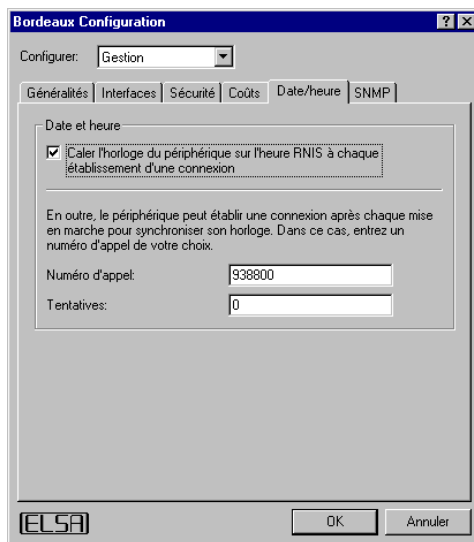 Bordeaux Configuration
Configurer: Gestion
Généralités Interfaces Sécurité Coûts Date/heure SNMP
Date et heure
Caler l'horloge du périphérique sur l'heure RNIS à chaque
établissement d'une connexion
En outre, le périphérique peut établir une connexion après chaque mise
en marche pour synchroniser son horloge. Dans ce cas, entrez un
numéro d'appel de votre choix.
Numéro d'appel: 938800
Tentatives: 0
ELSA OK Annuler